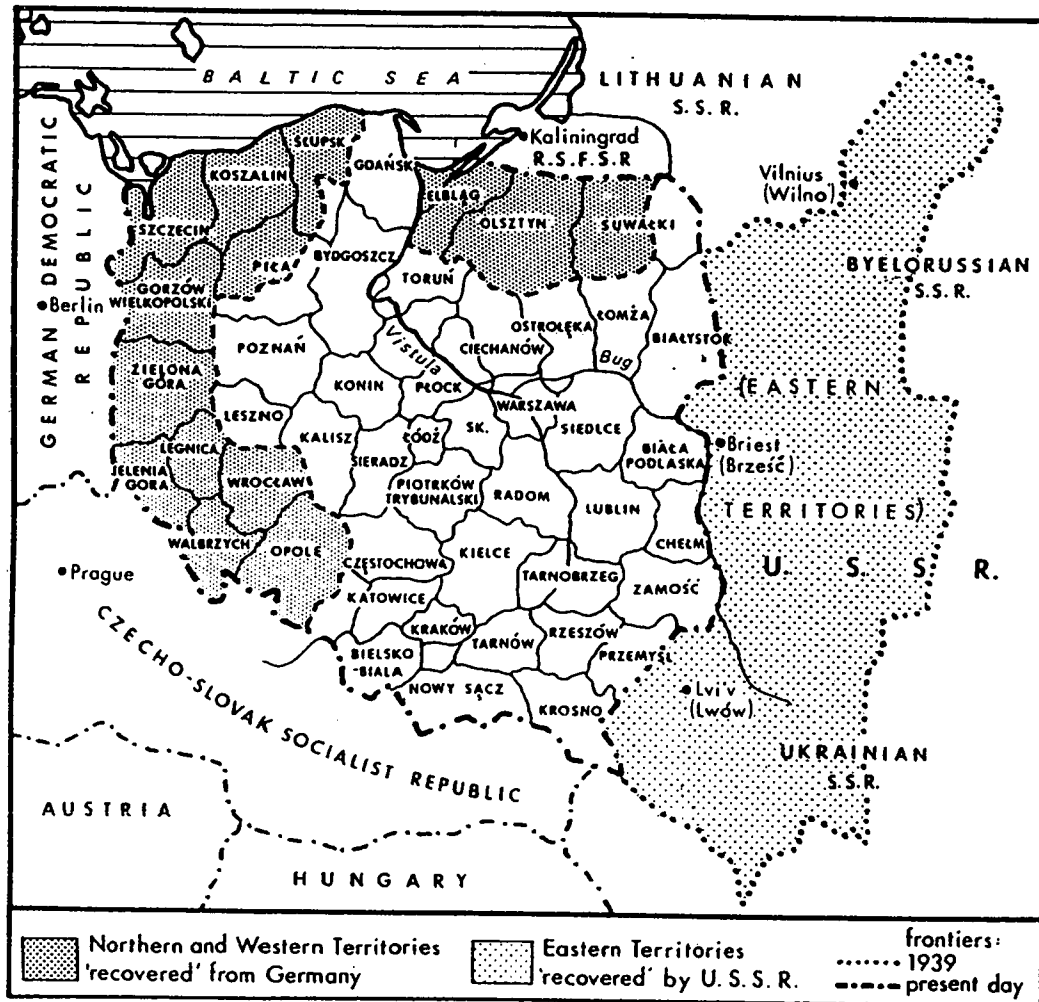 BALTIC SEA
LITHUANIAN
S.S.R.
Kaliningrad
R.S.F.S.R
SŁUPSK
GDAŃSK
KOSZALIN
ELBLĄG
OLSZTYN
SUWAŁKI
Vilnius
(Wilno)
SZCZECIN
PIŁA
BYDGOSZCZ
TORUŃ
BYELORUSSIAN
S.S.R.
GERMAN DEMOCRATIC
REPUBLIC
Berlin
GORZÓW
WIELKOPOLSKI
OSTROŁĘKA
ŁOMŻA
BIAŁYSTOK
POZNAŃ
Vistula
CIECHANÓW
Bug
ZIELONA
GÓRA
KONIN
PŁOCK
WARSZAWA
(EASTERN
LESZNO
KALISZ
ŁÓDŹ
SK.
SIEDLCE
BIAŁA
PODLASKA
Briest
(Brześć)
LEGNICA
JELENIA
GORA
WROCŁAW
SIERADZ
PIOTRKÓW
TRYBUNALSKI
RADOM
LUBLIN
TERRITORIES)
WALBRZYCH
OPOLE
KIELCE
CHEŁM
U. S. S. R.
Prague
CZĘSTOCHOWA
TARNOBRZEG
ZAMOŚĆ
KATOWICE
KRAKÓW
TARNÓW
RZESZÓW
PRZEMYŚL
BIELSKO
-BIALA
NOWY SĄCZ
KROSNO
Lvi'v
(Lwów)
CZECHO-SLOVAK SOCIALIST REPUBLIC
UKRAINIAN
S.S.R.
AUSTRIA
HUNGARY
Northern and Western Territories
'recovered' from Germany
Eastern Territories
'recovered' by U.S.S.R.
frontiers:
1939
present day